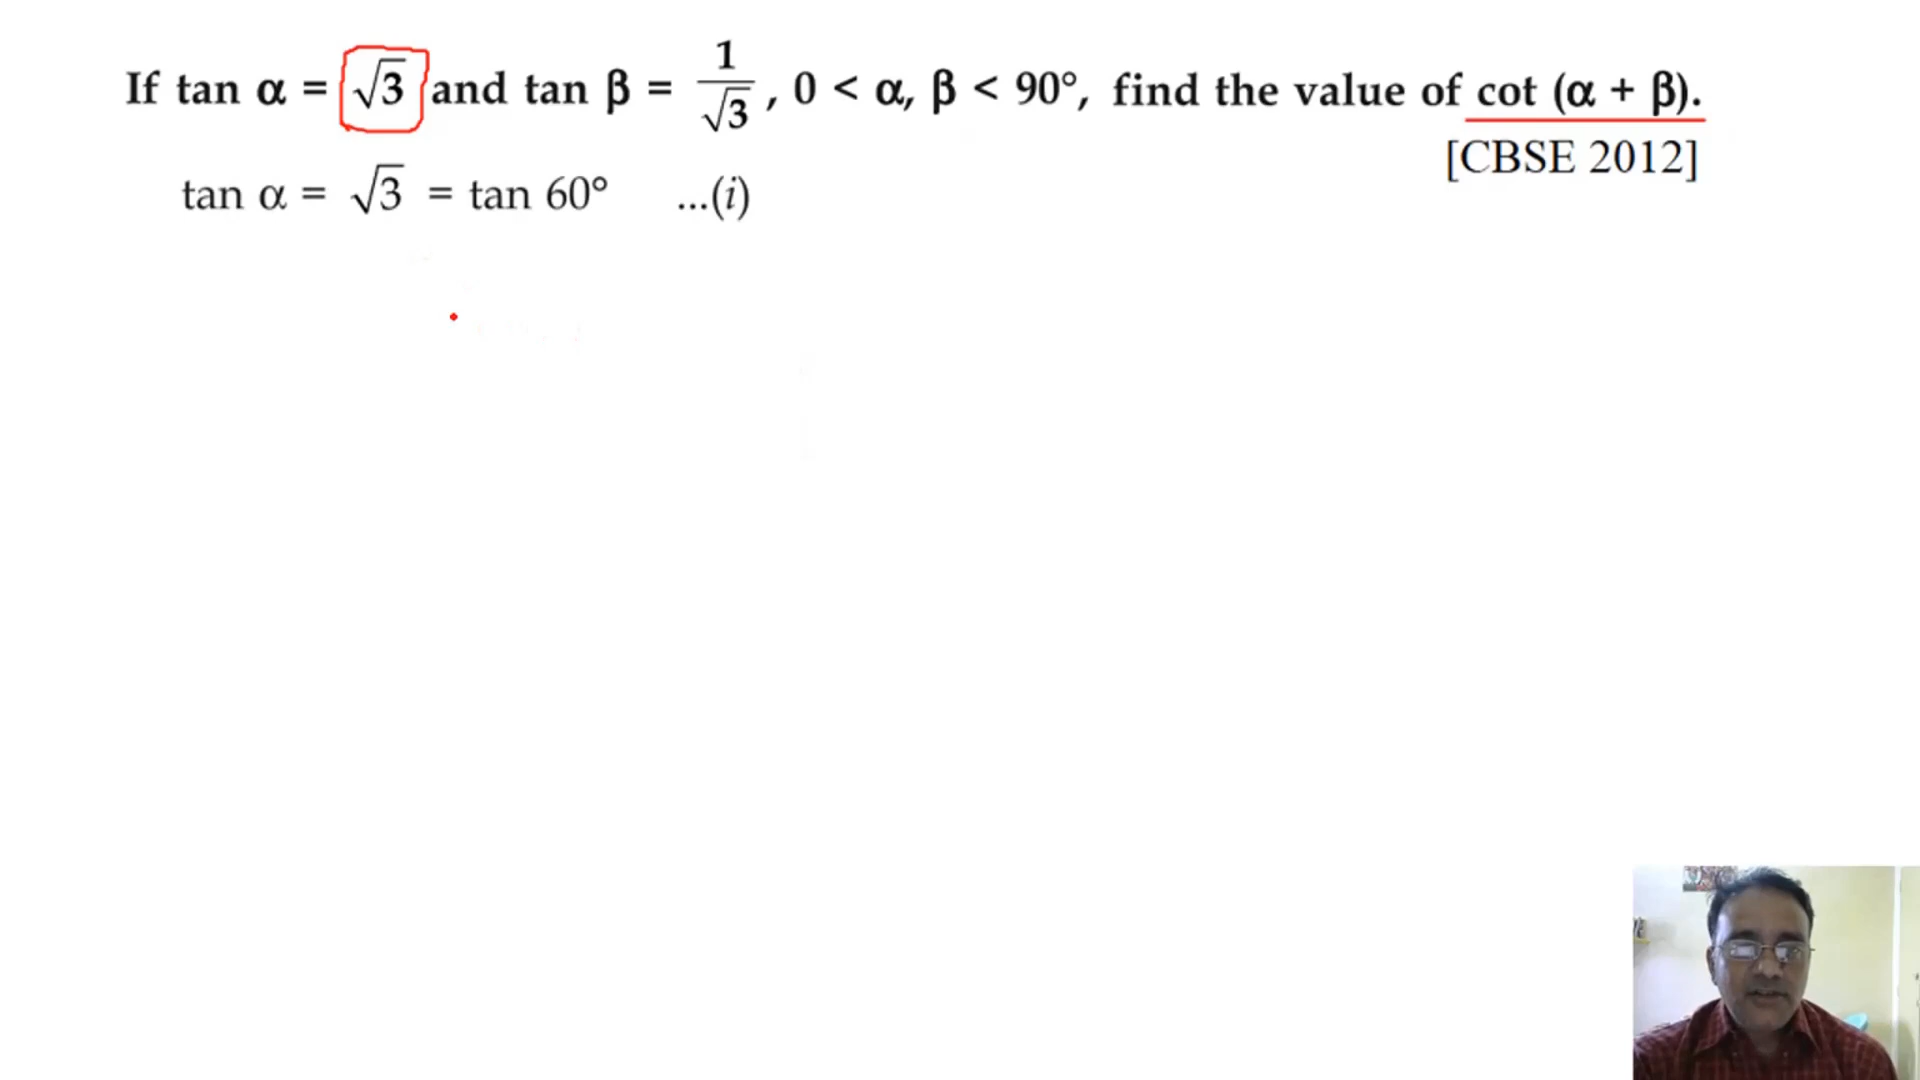 If tan α = √3 and tan β = 1/√3, 0 < α, β < 90°, find the value of cot (α + β).
[CBSE 2012]
tan α = √3 = tan 60° ...(i)